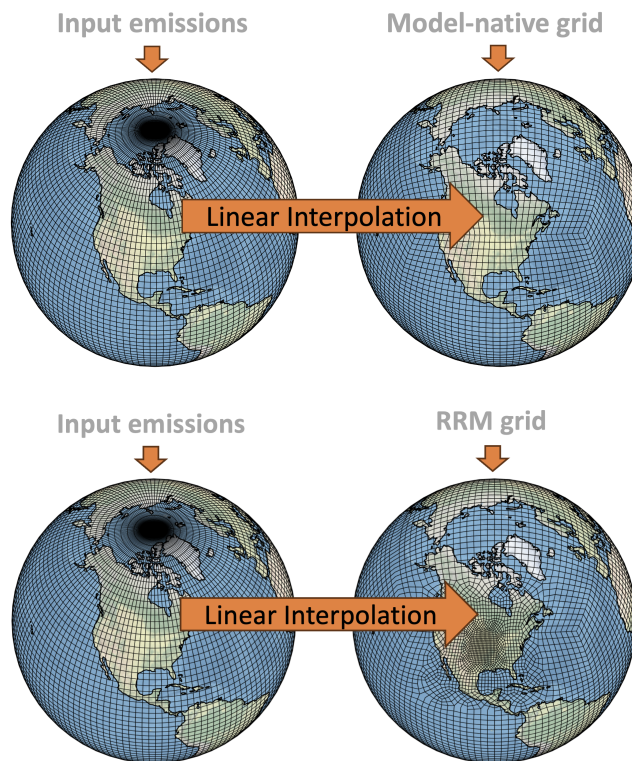 Input emissions
Model-native grid
Linear Interpolation
Input emissions
RRM grid
Linear Interpolation